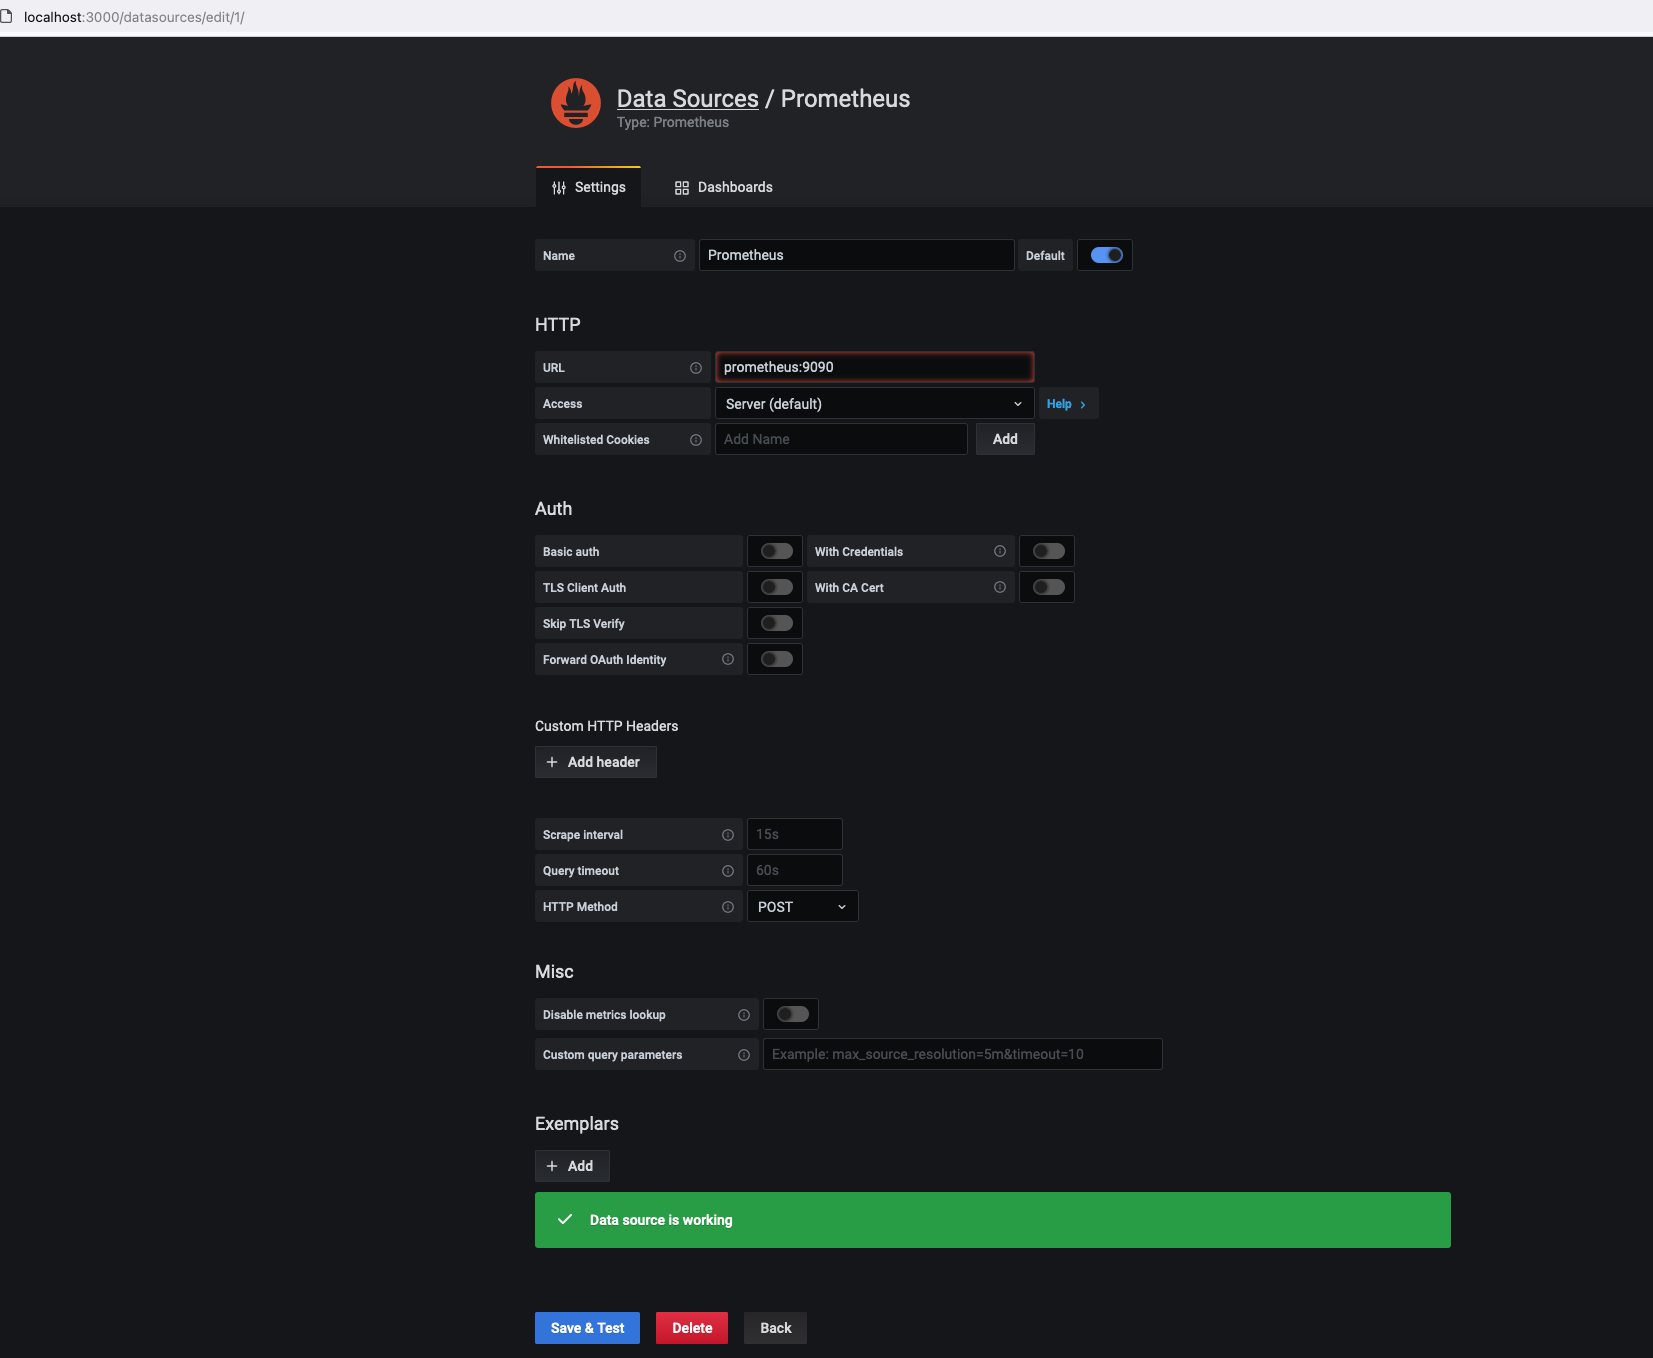 localhost:3000/datasources/edit/1/
Data Sources / Prometheus
Type: Prometheus
Settings
Dashboards
Name
Prometheus
Default
HTTP
URL
prometheus:9090
Access
Server (default)
Help
Whitelisted Cookies
Add Name
Add
Auth
Basic auth
With Credentials
TLS Client Auth
With CA Cert
Skip TLS Verify
Forward OAuth Identity
Custom HTTP Headers
Add header
Scrape interval
15s
Query timeout
60s
HTTP Method
POST
Misc
Disable metrics lookup
Custom query parameters
Example: max_source_resolution=5m&timeout=10
Exemplars
Add
Data source is working
Save & Test
Delete
Back